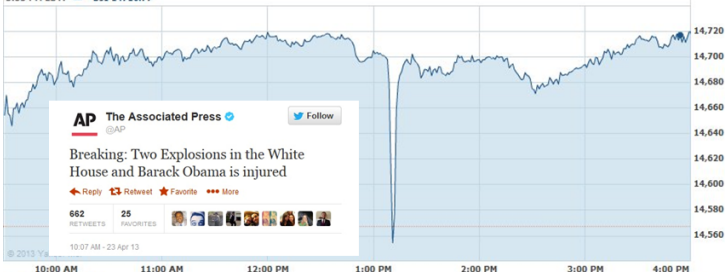 14,720
14,700
14,680
14,660
14,640
14,620
14,600
14,580
14,560
AP The Associated Press
@AP
Follow
Breaking: Two Explosions in the White
House and Barack Obama is injured
Reply Retweet Favorite More
662 25
RETWEETS FAVORITES
10:07 AM - 23 Apr 13
© 2013
10:00 AM 11:00 AM 12:00 PM 1:00 PM 2:00 PM 3:00 PM 4:00 PM